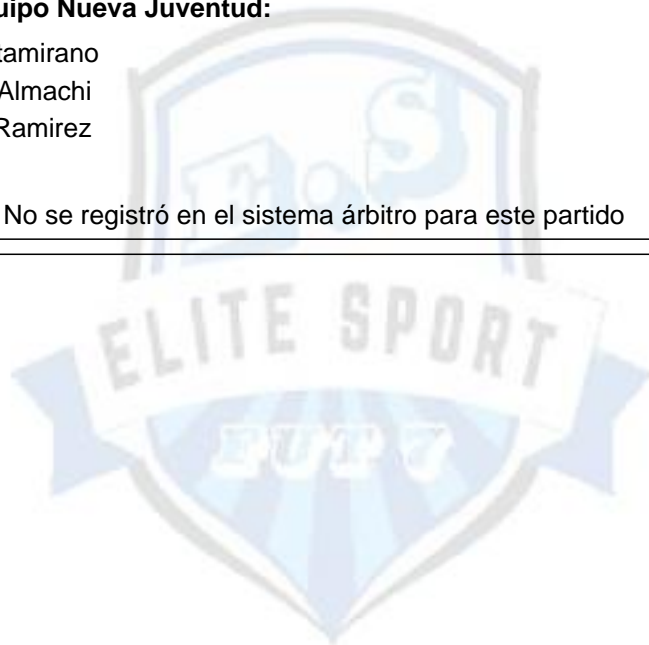 uipo Nueva Juventud:
tamirano
Almachi
Ramirez
No se registró en el sistema árbitro para este partido
E.S
ELITE SPORT
FUT 7